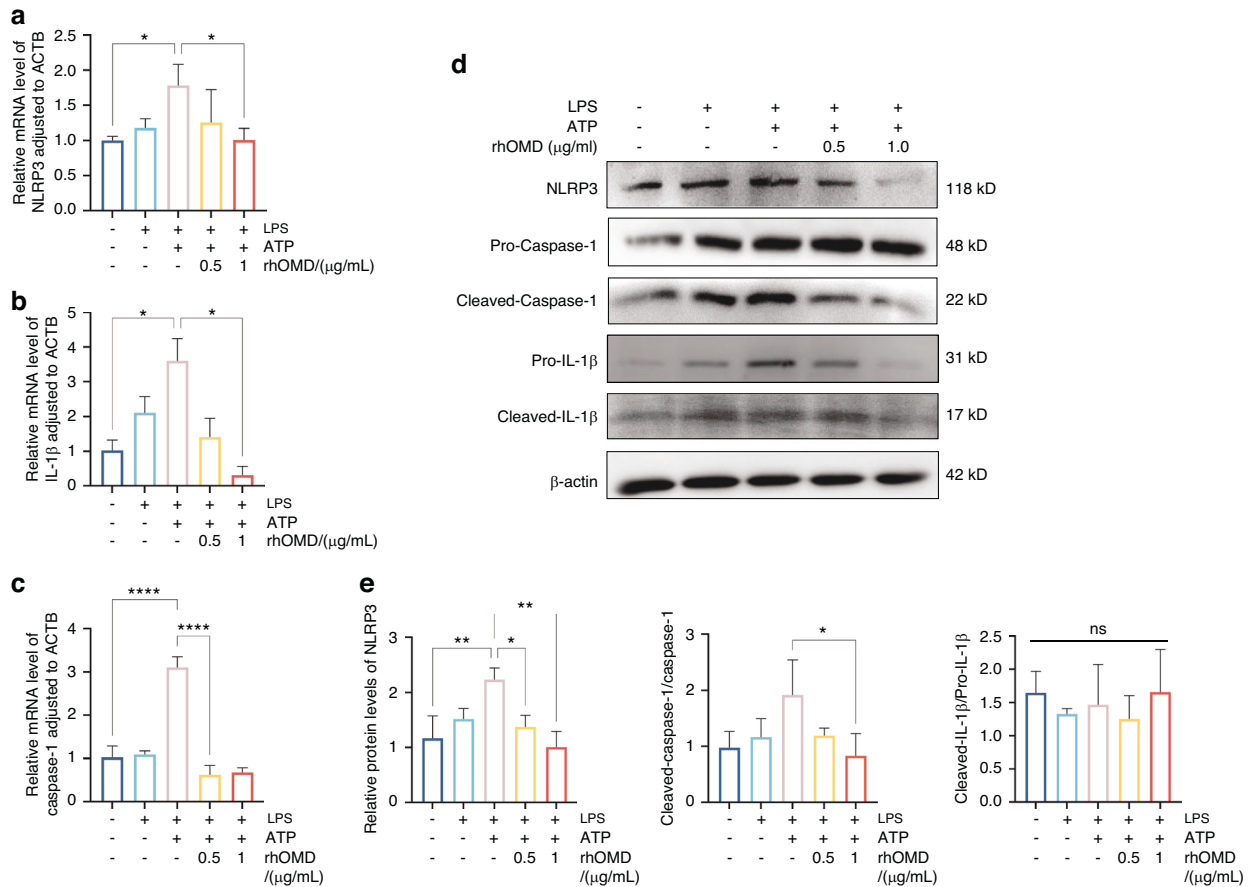 a
Relative mRNA level of
NLRP3 adjusted to ACTB
2.5
2.0
1.5
1.0
0.5
0.0
* *
- + + + + LPS
- - + + + ATP
- - - 0.5 1 rhOMD/(μg/mL)
b
Relative mRNA level of
IL-1β adjusted to ACTB
5
4
3
2
1
0
* *
- + + + + LPS
- - + + + ATP
- - - 0.5 1 rhOMD/(μg/mL)
c
Relative mRNA level of
caspase-1 adjusted to ACTB
4
3
2
1
0
****
****
- + + + + LPS
- - + + + ATP
- - - 0.5 1 rhOMD
/(μg/mL)
d
LPS - + + + +
ATP - - + + +
rhOMD (μg/ml) - - - 0.5 1.0
NLRP3 118 kD
Pro-Caspase-1 48 kD
Cleaved-Caspase-1 22 kD
Pro-IL-1β 31 kD
Cleaved-IL-1β 17 kD
β-actin 42 kD
e
Relative protein levels of NLRP3
3
2
1
0
**
** *
- + + + + LPS
- - + + + ATP
- - - 0.5 1 rhOMD
/(μg/mL)
Cleaved-caspase-1/caspase-1
3
2
1
0
*
- + + + + LPS
- - + + + ATP
- - - 0.5 1 rhOMD
/(μg/mL)
Cleaved-IL-1β/Pro-IL-1β
2.5
2.0
1.5
1.0
0.5
0.0
ns
- + + + + LPS
- - + + + ATP
- - - 0.5 1 rhOMD
/(μg/mL)